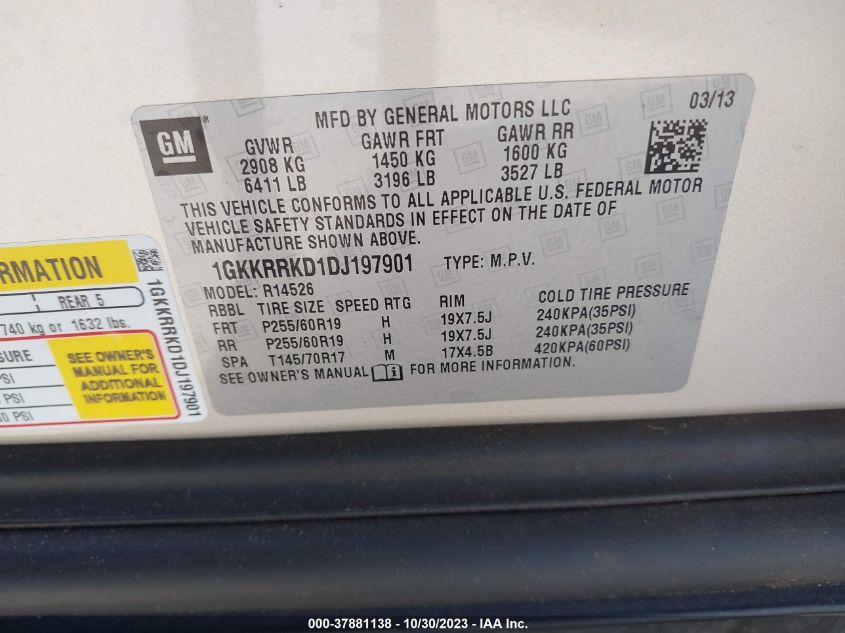 MFD BY GENERAL MOTORS LLC 03/13
GM
GVWR GAWR FRT GAWR RR
2908 KG 1450 KG 1600 KG
6411 LB 3196 LB 3527 LB
THIS VEHICLE CONFORMS TO ALL APPLICABLE U.S. FEDERAL MOTOR
VEHICLE SAFETY STANDARDS IN EFFECT ON THE DATE OF
MANUFACTURE SHOWN ABOVE.
1GKKRRKD1DJ197901 TYPE: M.P.V.
MODEL: R14526
RBBL TIRE SIZE SPEED RTG RIM COLD TIRE PRESSURE
FRT P255/60R19 H 19X7.5J 240KPA(35PSI)
RR P255/60R19 H 19X7.5J 240KPA(35PSI)
SPA T145/70R17 M 17X4.5B 420KPA(60PSI)
SEE OWNER'S MANUAL FOR MORE INFORMATION.
REAR 5
740 kg or 1632 lbs.
SEE OWNER'S
MANUAL FOR
ADDITIONAL
INFORMATION
PSI
PSI
PSI
1GKKRRKD1DJ197901
000-37881138 - 10/30/2023 - IAA Inc.